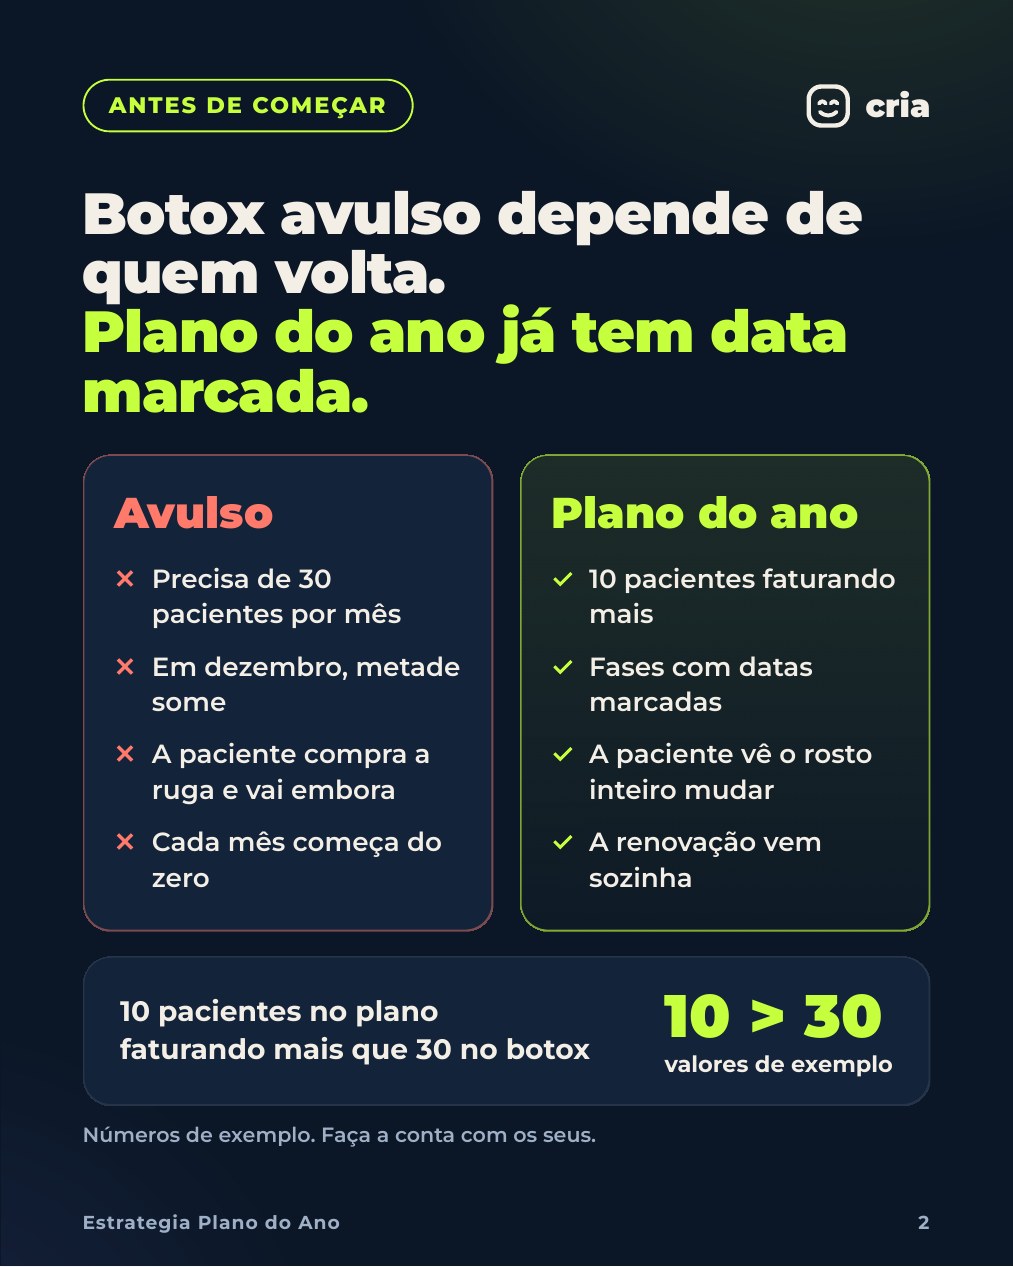 ANTES DE COMEÇAR
cria
Botox avulso depende de
quem volta.
Plano do ano já tem data
marcada.
Avulso
✕ Precisa de 30
pacientes por mês
✕ Em dezembro, metade
some
✕ A paciente compra a
ruga e vai embora
✕ Cada mês começa do
zero
Plano do ano
✓ 10 pacientes faturando
mais
✓ Fases com datas
marcadas
✓ A paciente vê o rosto
inteiro mudar
✓ A renovação vem
sozinha
10 pacientes no plano
faturando mais que 30 no botox
10 > 30
valores de exemplo
Números de exemplo. Faça a conta com os seus.
Estrategia Plano do Ano
2